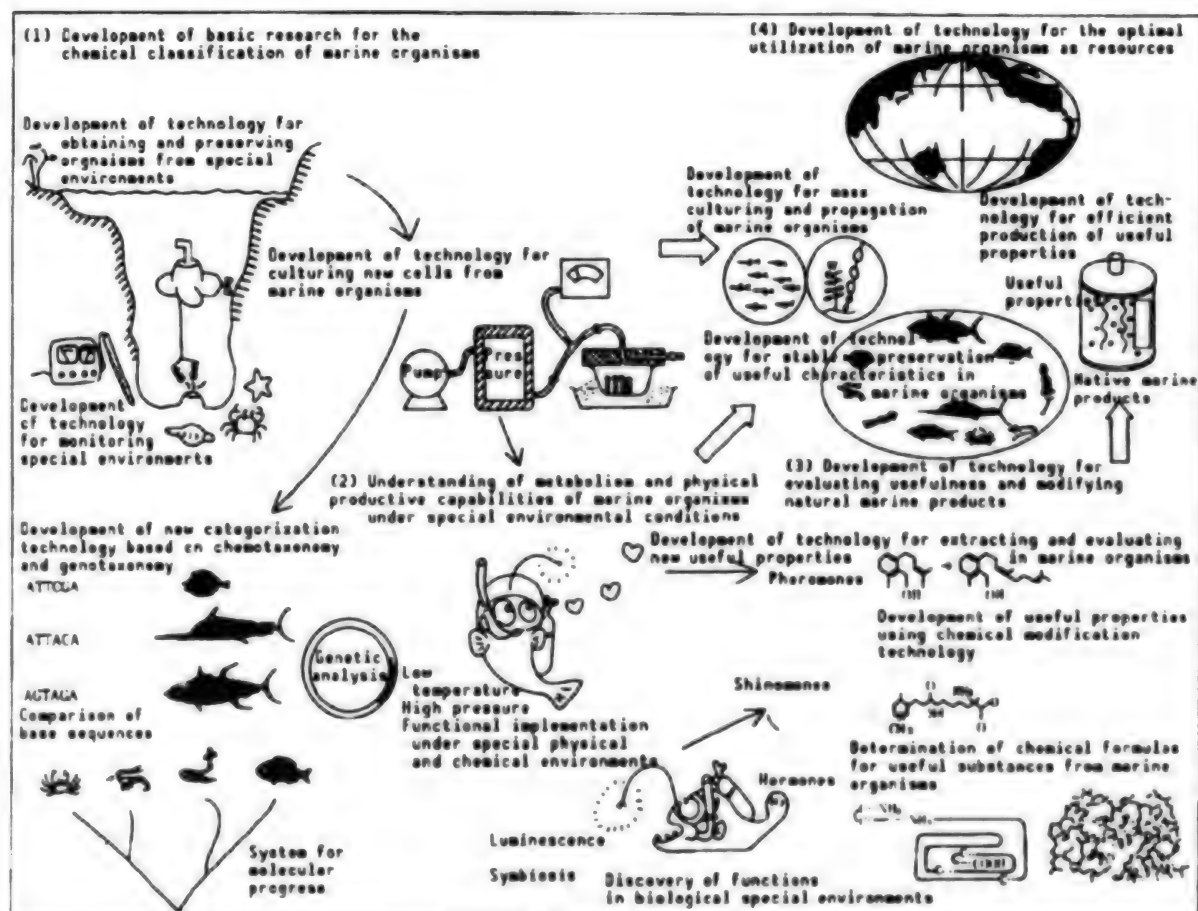 (1) Development of basic research for the
chemical classification of marine organisms
Development of technology for
obtaining and preserving
orgnaisms from special
environments
Development of technology for
culturing new cells from
marine organisms
Development
of technology
for monitoring
special environments
Pump
Pres
sure
(4) Development of technology for the optimal
utilization of marine organisms as resources
Development of
technology for mass
culturing and propagation
of marine organisms
Development of tech-
nology for efficient
production of useful
properties
Useful
properties
Development of technol
ogy for stable preservation
of useful characteristics in
marine organisms
Native marine
products
(2) Understanding of metabolism and physical
productive capabilities of marine organisms
under special environmental conditions
(3) Development of technology for
evaluating usefulness and modifying
natural marine products
Development of new categorization
technology based on chemotaxonomy
and genotaxonomy
ATTACA
AGTAGA
Comparison of
base sequences
Genetic
analysis
System for
molecular
progress
Low
temperature
High pressure
Functional implementation
under special physical
and chemical environments
Luminescence
Symbiosis
Discovery of functions
in biological special environments
Development of technology for extracting and evaluating
new useful properties in marine organisms
Pheromones
OH
OH
Development of useful properties
using chemical modification
technology
Shinomones
Hormones
Determination of chemical formulas
for useful substances from marine
organisms